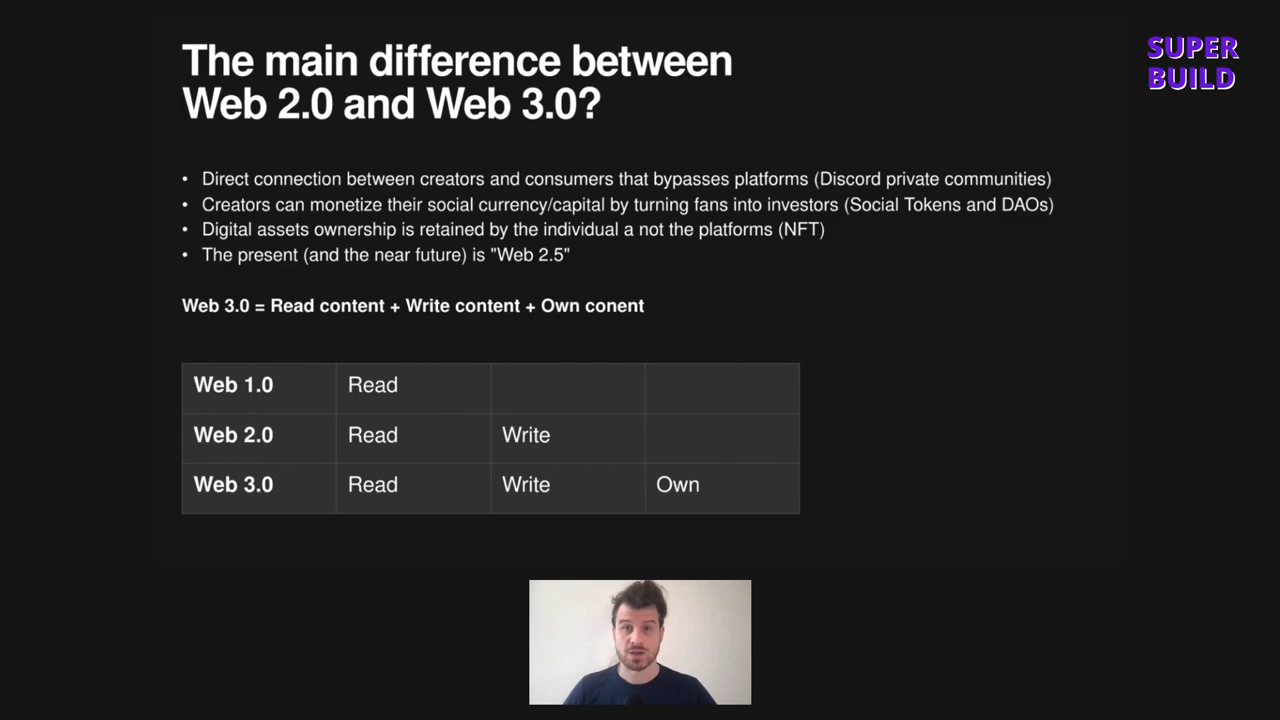 The main difference between
Web 2.0 and Web 3.0?
SUPER
BUILD
• Direct connection between creators and consumers that bypasses platforms (Discord private communities)
• Creators can monetize their social currency/capital by turning fans into investors (Social Tokens and DAOs)
• Digital assets ownership is retained by the individual a not the platforms (NFT)
• The present (and the near future) is "Web 2.5"
Web 3.0 = Read content + Write content + Own conent
Web 1.0 Read
Web 2.0 Read Write
Web 3.0 Read Write Own